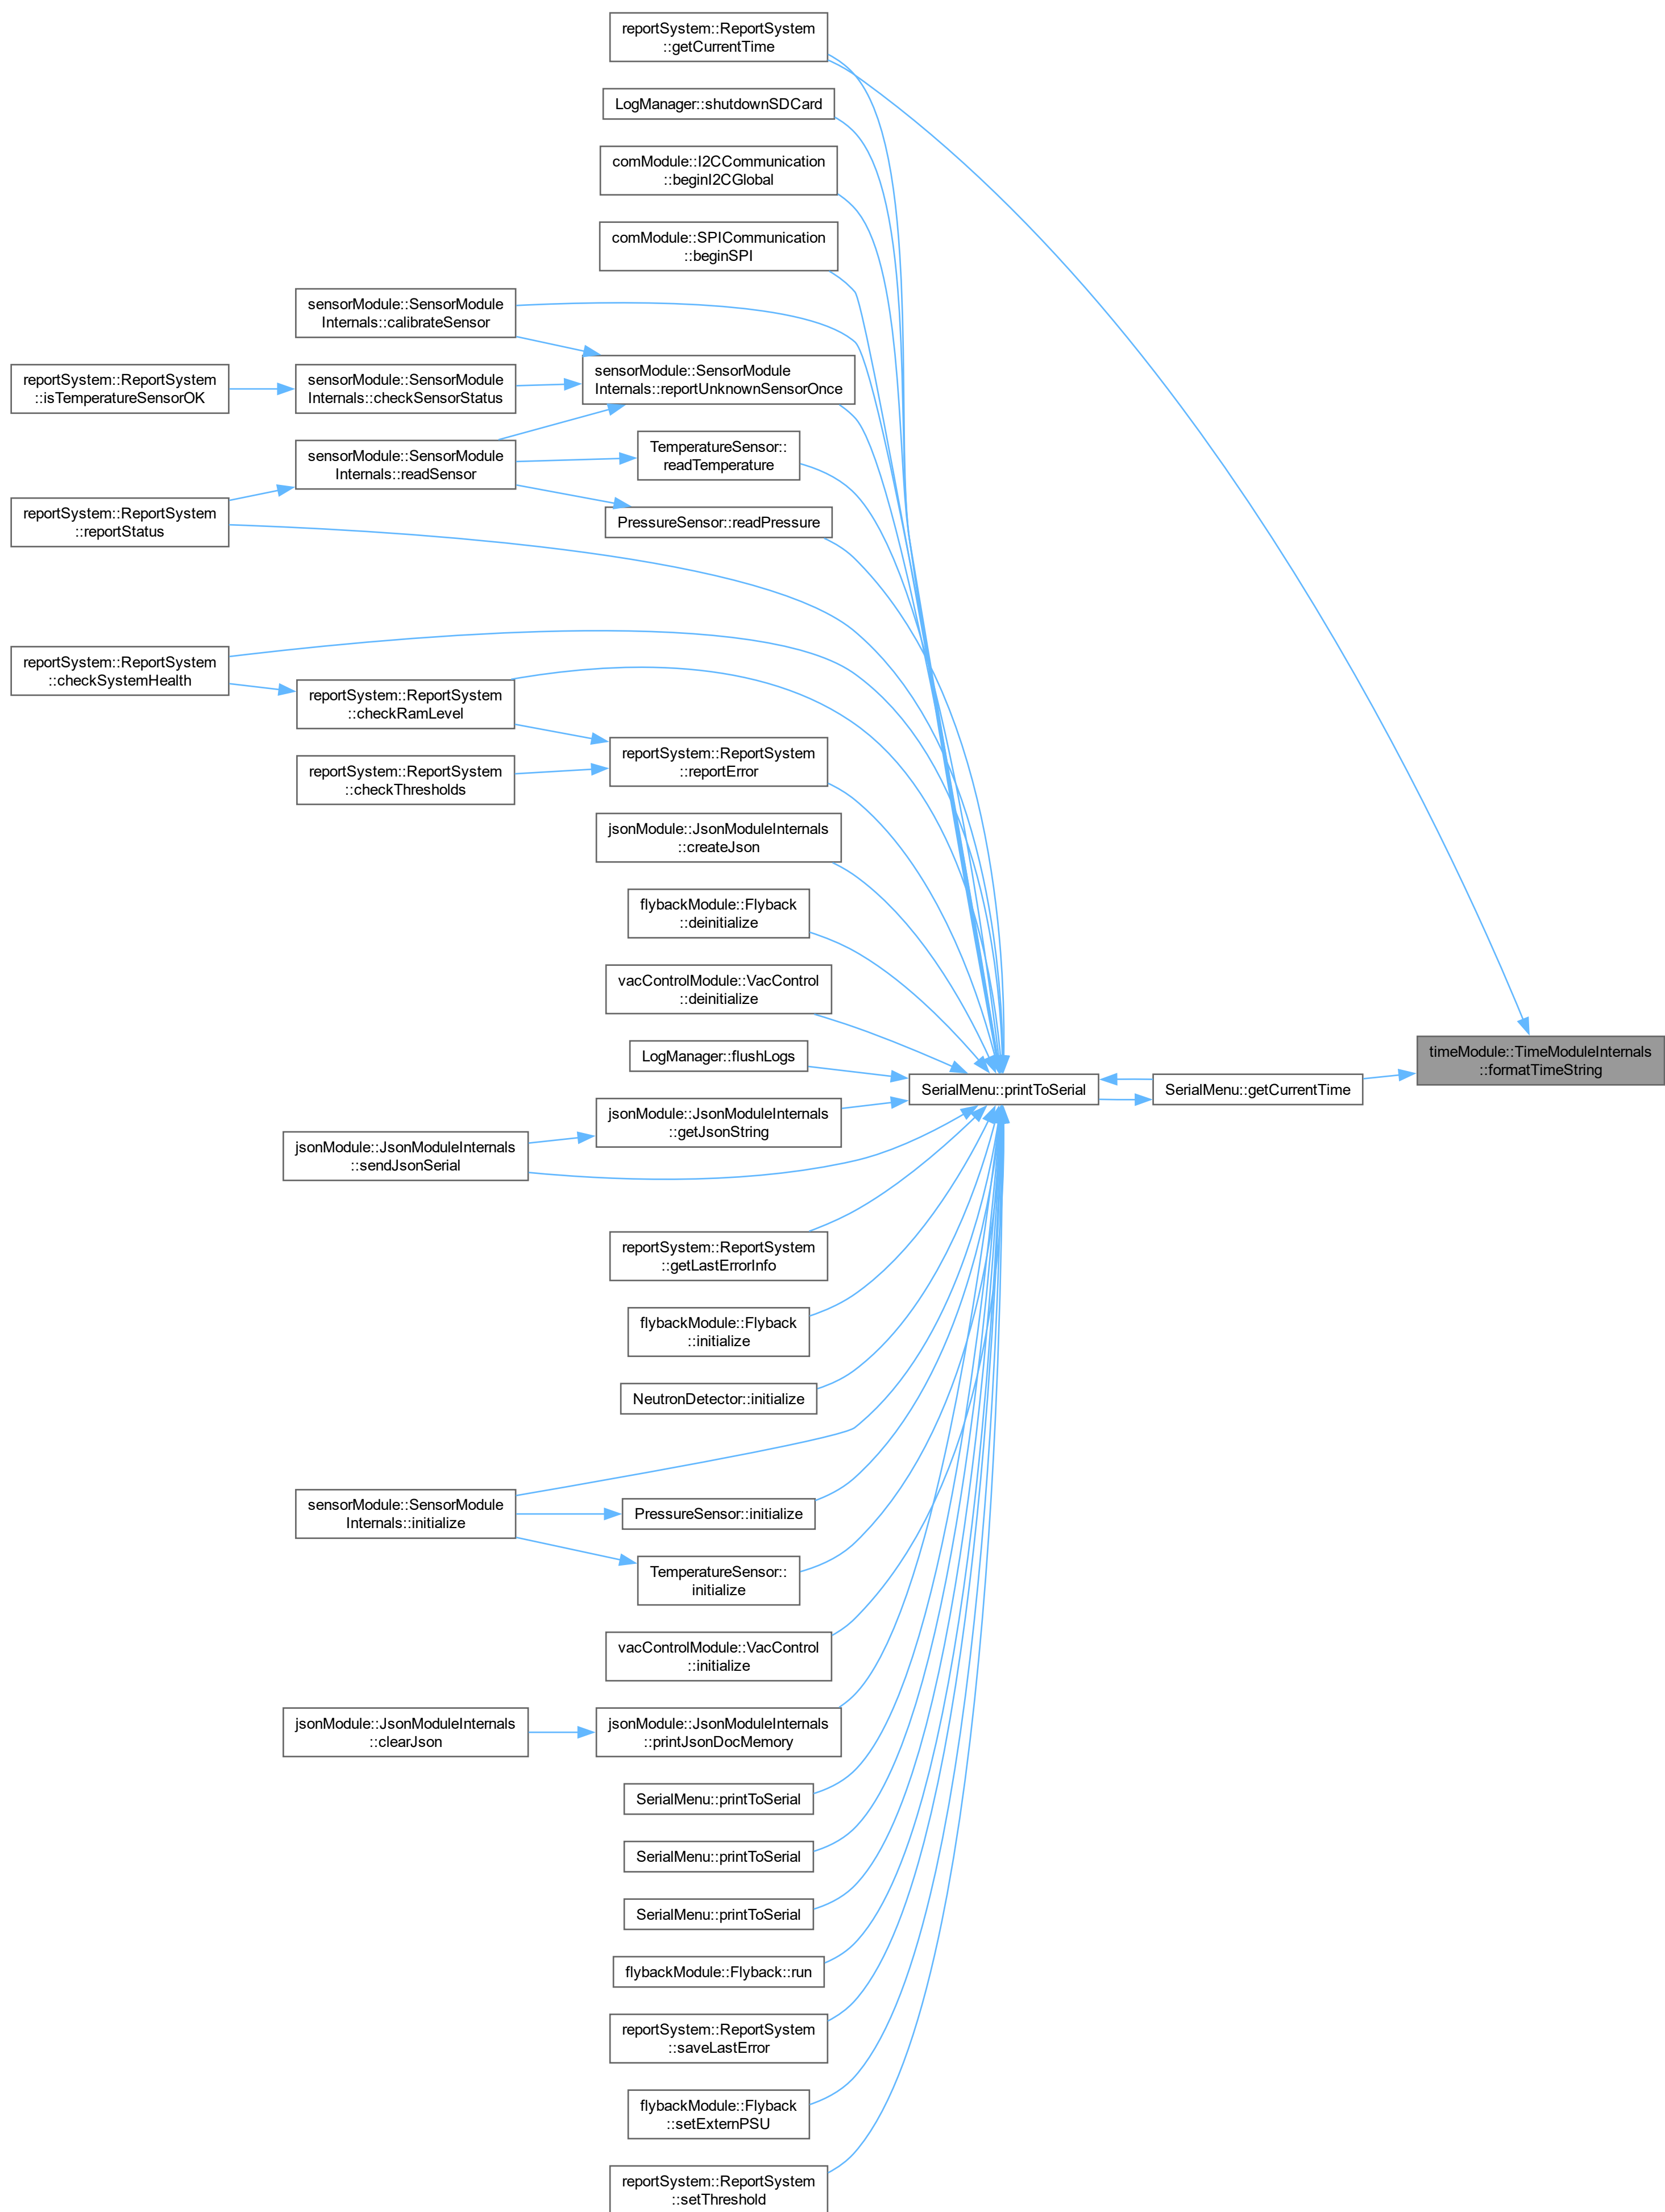 reportSystem::ReportSystem
::getCurrentTime
LogManager::shutdownSDCard
comModule::I2CCommunication
::beginI2CGlobal
comModule::SPICommunication
::beginSPI
sensorModule::SensorModule
Internals::calibrateSensor
sensorModule::SensorModule
Internals::reportUnknownSensorOnce
reportSystem::ReportSystem
::isTemperatureSensorOK
sensorModule::SensorModule
Internals::checkSensorStatus
sensorModule::SensorModule
Internals::readSensor
TemperatureSensor::
readTemperature
reportSystem::ReportSystem
::reportStatus
PressureSensor::readPressure
reportSystem::ReportSystem
::checkSystemHealth
reportSystem::ReportSystem
::checkRamLevel
reportSystem::ReportSystem
::reportError
reportSystem::ReportSystem
::checkThresholds
jsonModule::JsonModuleInternals
::createJson
flybackModule::Flyback
::deinitialize
vacControlModule::VacControl
::deinitialize
LogManager::flushLogs
timeModule::TimeModuleInternals
::formatTimeString
SerialMenu::printToSerial
SerialMenu::getCurrentTime
jsonModule::JsonModuleInternals
::getJsonString
jsonModule::JsonModuleInternals
::sendJsonSerial
reportSystem::ReportSystem
::getLastErrorInfo
flybackModule::Flyback
::initialize
NeutronDetector::initialize
sensorModule::SensorModule
Internals::initialize
PressureSensor::initialize
TemperatureSensor::
initialize
vacControlModule::VacControl
::initialize
jsonModule::JsonModuleInternals
::clearJson
jsonModule::JsonModuleInternals
::printJsonDocMemory
SerialMenu::printToSerial
SerialMenu::printToSerial
SerialMenu::printToSerial
flybackModule::Flyback::run
reportSystem::ReportSystem
::saveLastError
flybackModule::Flyback
::setExternPSU
reportSystem::ReportSystem
::setThreshold